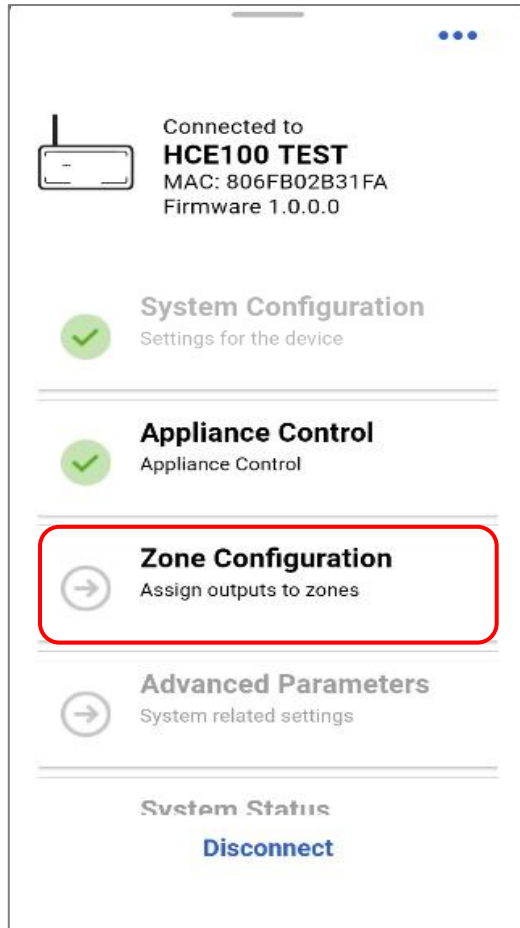 Connected to
HCE100 TEST
MAC: 806FB02B31FA
Firmware 1.0.0.0
System Configuration
Settings for the device
Appliance Control
Appliance Control
Zone Configuration
Assign outputs to zones
Advanced Parameters
System related settings
System Status
Disconnect